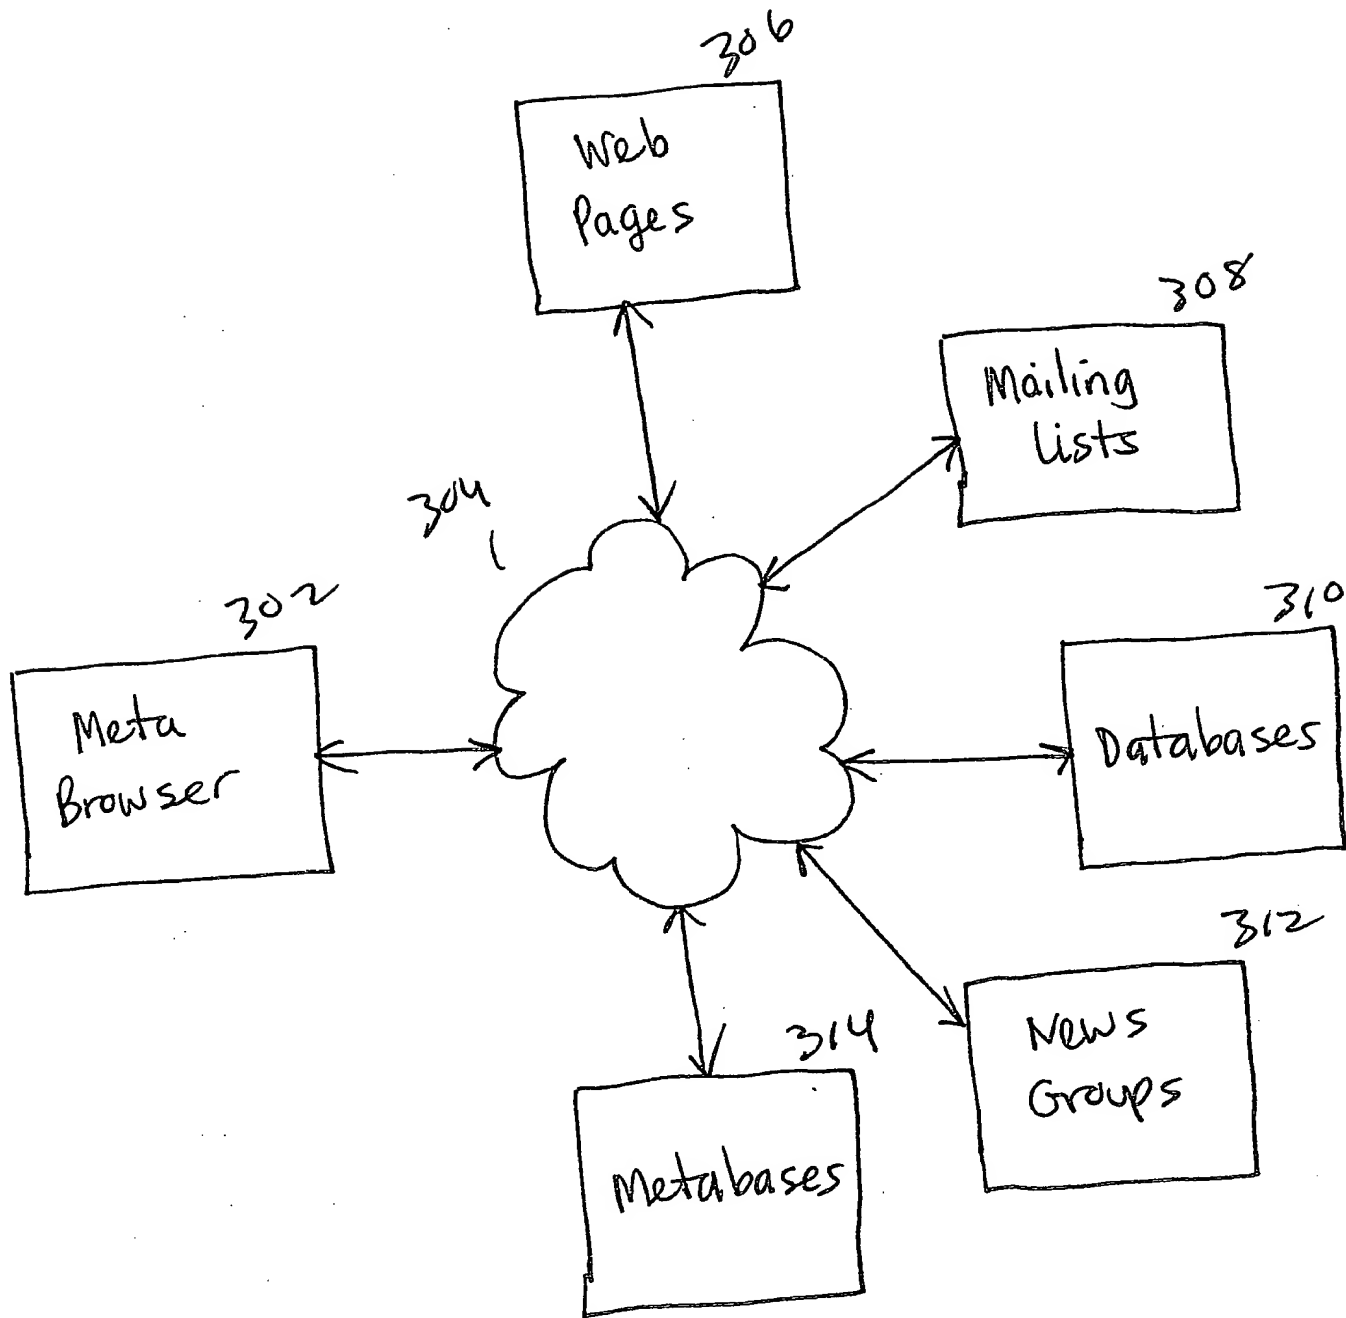 306
Web
Pages
308
Mailing
Lists
304
302
Meta
Browser
310
Databases
312
News
Groups
314
Metabases